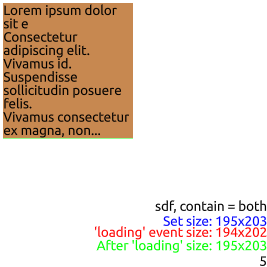 Lorem ipsum dolor
sit e
Consectetur
adipiscing elit.
Vivamus id.
Suspendisse
sollicitudin posuere
felis.
Vivamus consectetur
ex magna, non...
sdf, contain = both
Set size: 195x203
'loading' event size: 194x202
After 'loading' size: 195x203
5